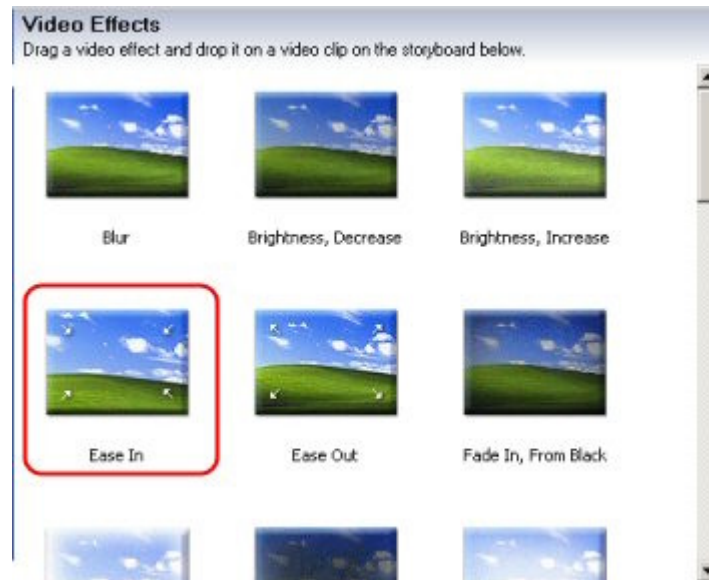 Video Effects
Drag a video effect and drop it on a video clip on the storyboard below.
Blur
Brightness, Decrease
Brightness, Increase
Ease In
Ease Out
Fade In, From Black